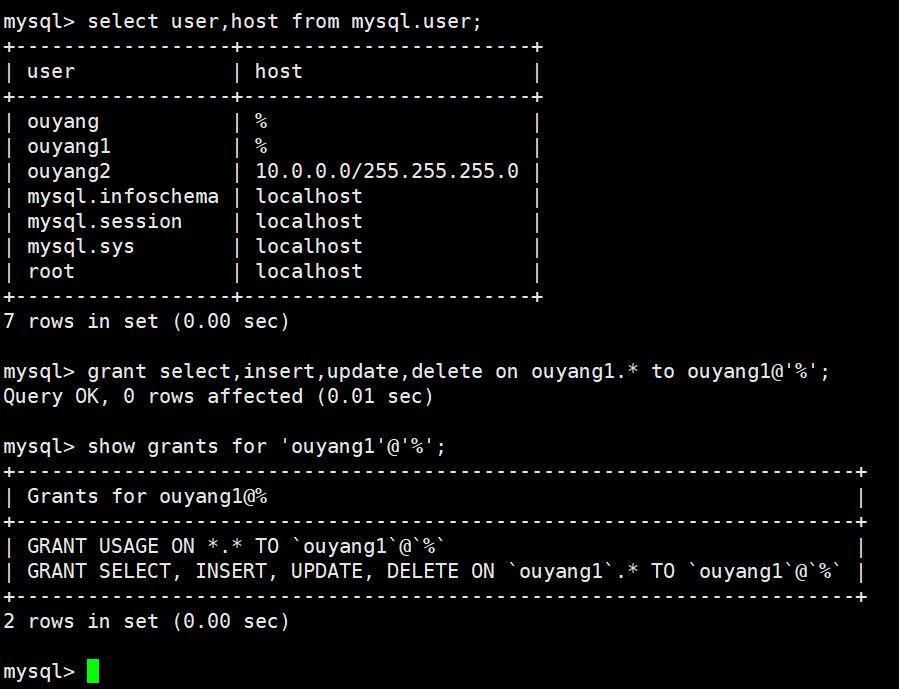 mysql> select user,host from mysql.user;
+------------------+------------------------+
| user             | host                   |
+------------------+------------------------+
| ouyang           | %                      |
| ouyang1          | %                      |
| ouyang2          | 10.0.0.0/255.255.255.0 |
| mysql.infoschema | localhost              |
| mysql.session    | localhost              |
| mysql.sys        | localhost              |
| root             | localhost              |
+------------------+------------------------+
7 rows in set (0.00 sec)
mysql> grant select,insert,update,delete on ouyang1.* to ouyang1@'%';
Query OK, 0 rows affected (0.01 sec)
mysql> show grants for 'ouyang1'@'%';
+----------------------------------------------------------------------+
| Grants for ouyang1@%                                                 |
+----------------------------------------------------------------------+
| GRANT USAGE ON *.* TO `ouyang1`@`%`                                  |
| GRANT SELECT, INSERT, UPDATE, DELETE ON `ouyang1`.* TO `ouyang1`@`%` |
+----------------------------------------------------------------------+
2 rows in set (0.00 sec)
mysql>